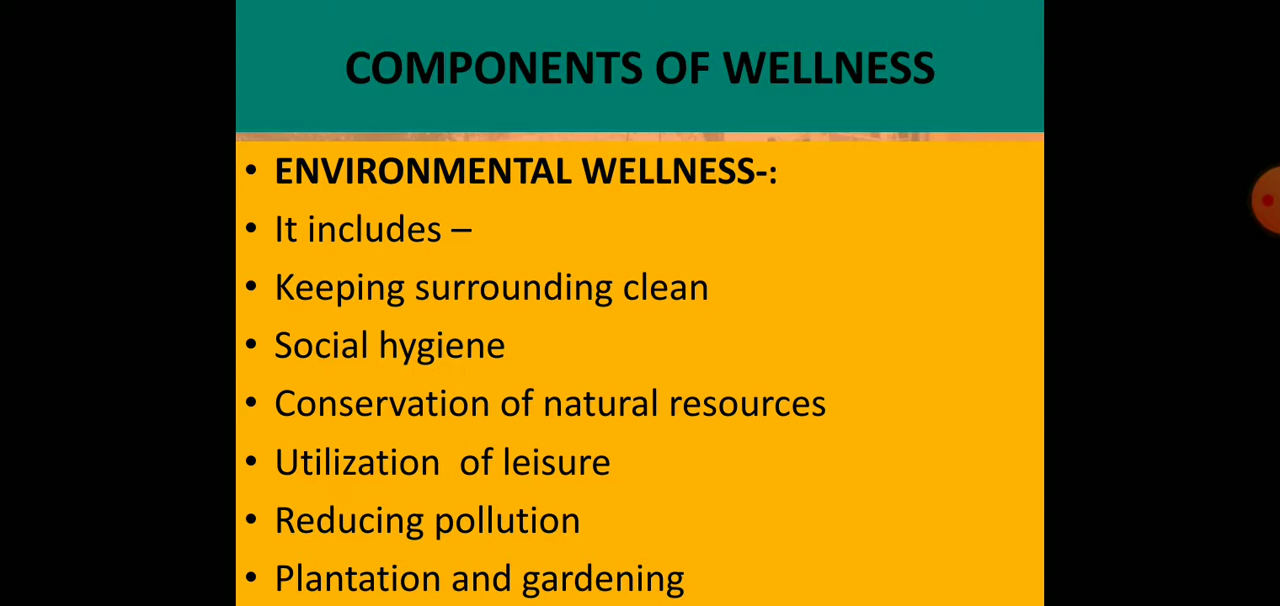 COMPONENTS OF WELLNESS
• ENVIRONMENTAL WELLNESS-:
• It includes –
• Keeping surrounding clean
• Social hygiene
• Conservation of natural resources
• Utilization  of leisure
• Reducing pollution
• Plantation and gardening